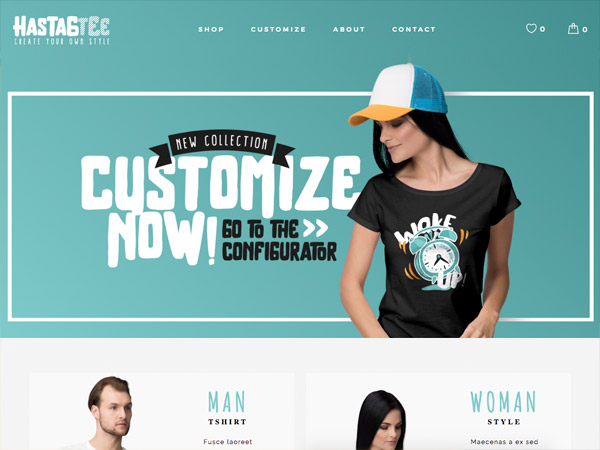 HASTAGTEE
CREATE YOUR OWN STYLE
SHOP CUSTOMIZE ABOUT CONTACT
0 0
NEW COLLECTION
CUSTOMIZE
NOW! GO TO THE >>
CONFIGURATOR
WOKE
UP!
MAN
TSHIRT
Fusce laoreet
WOMAN
STYLE
Maecenas a ex sed